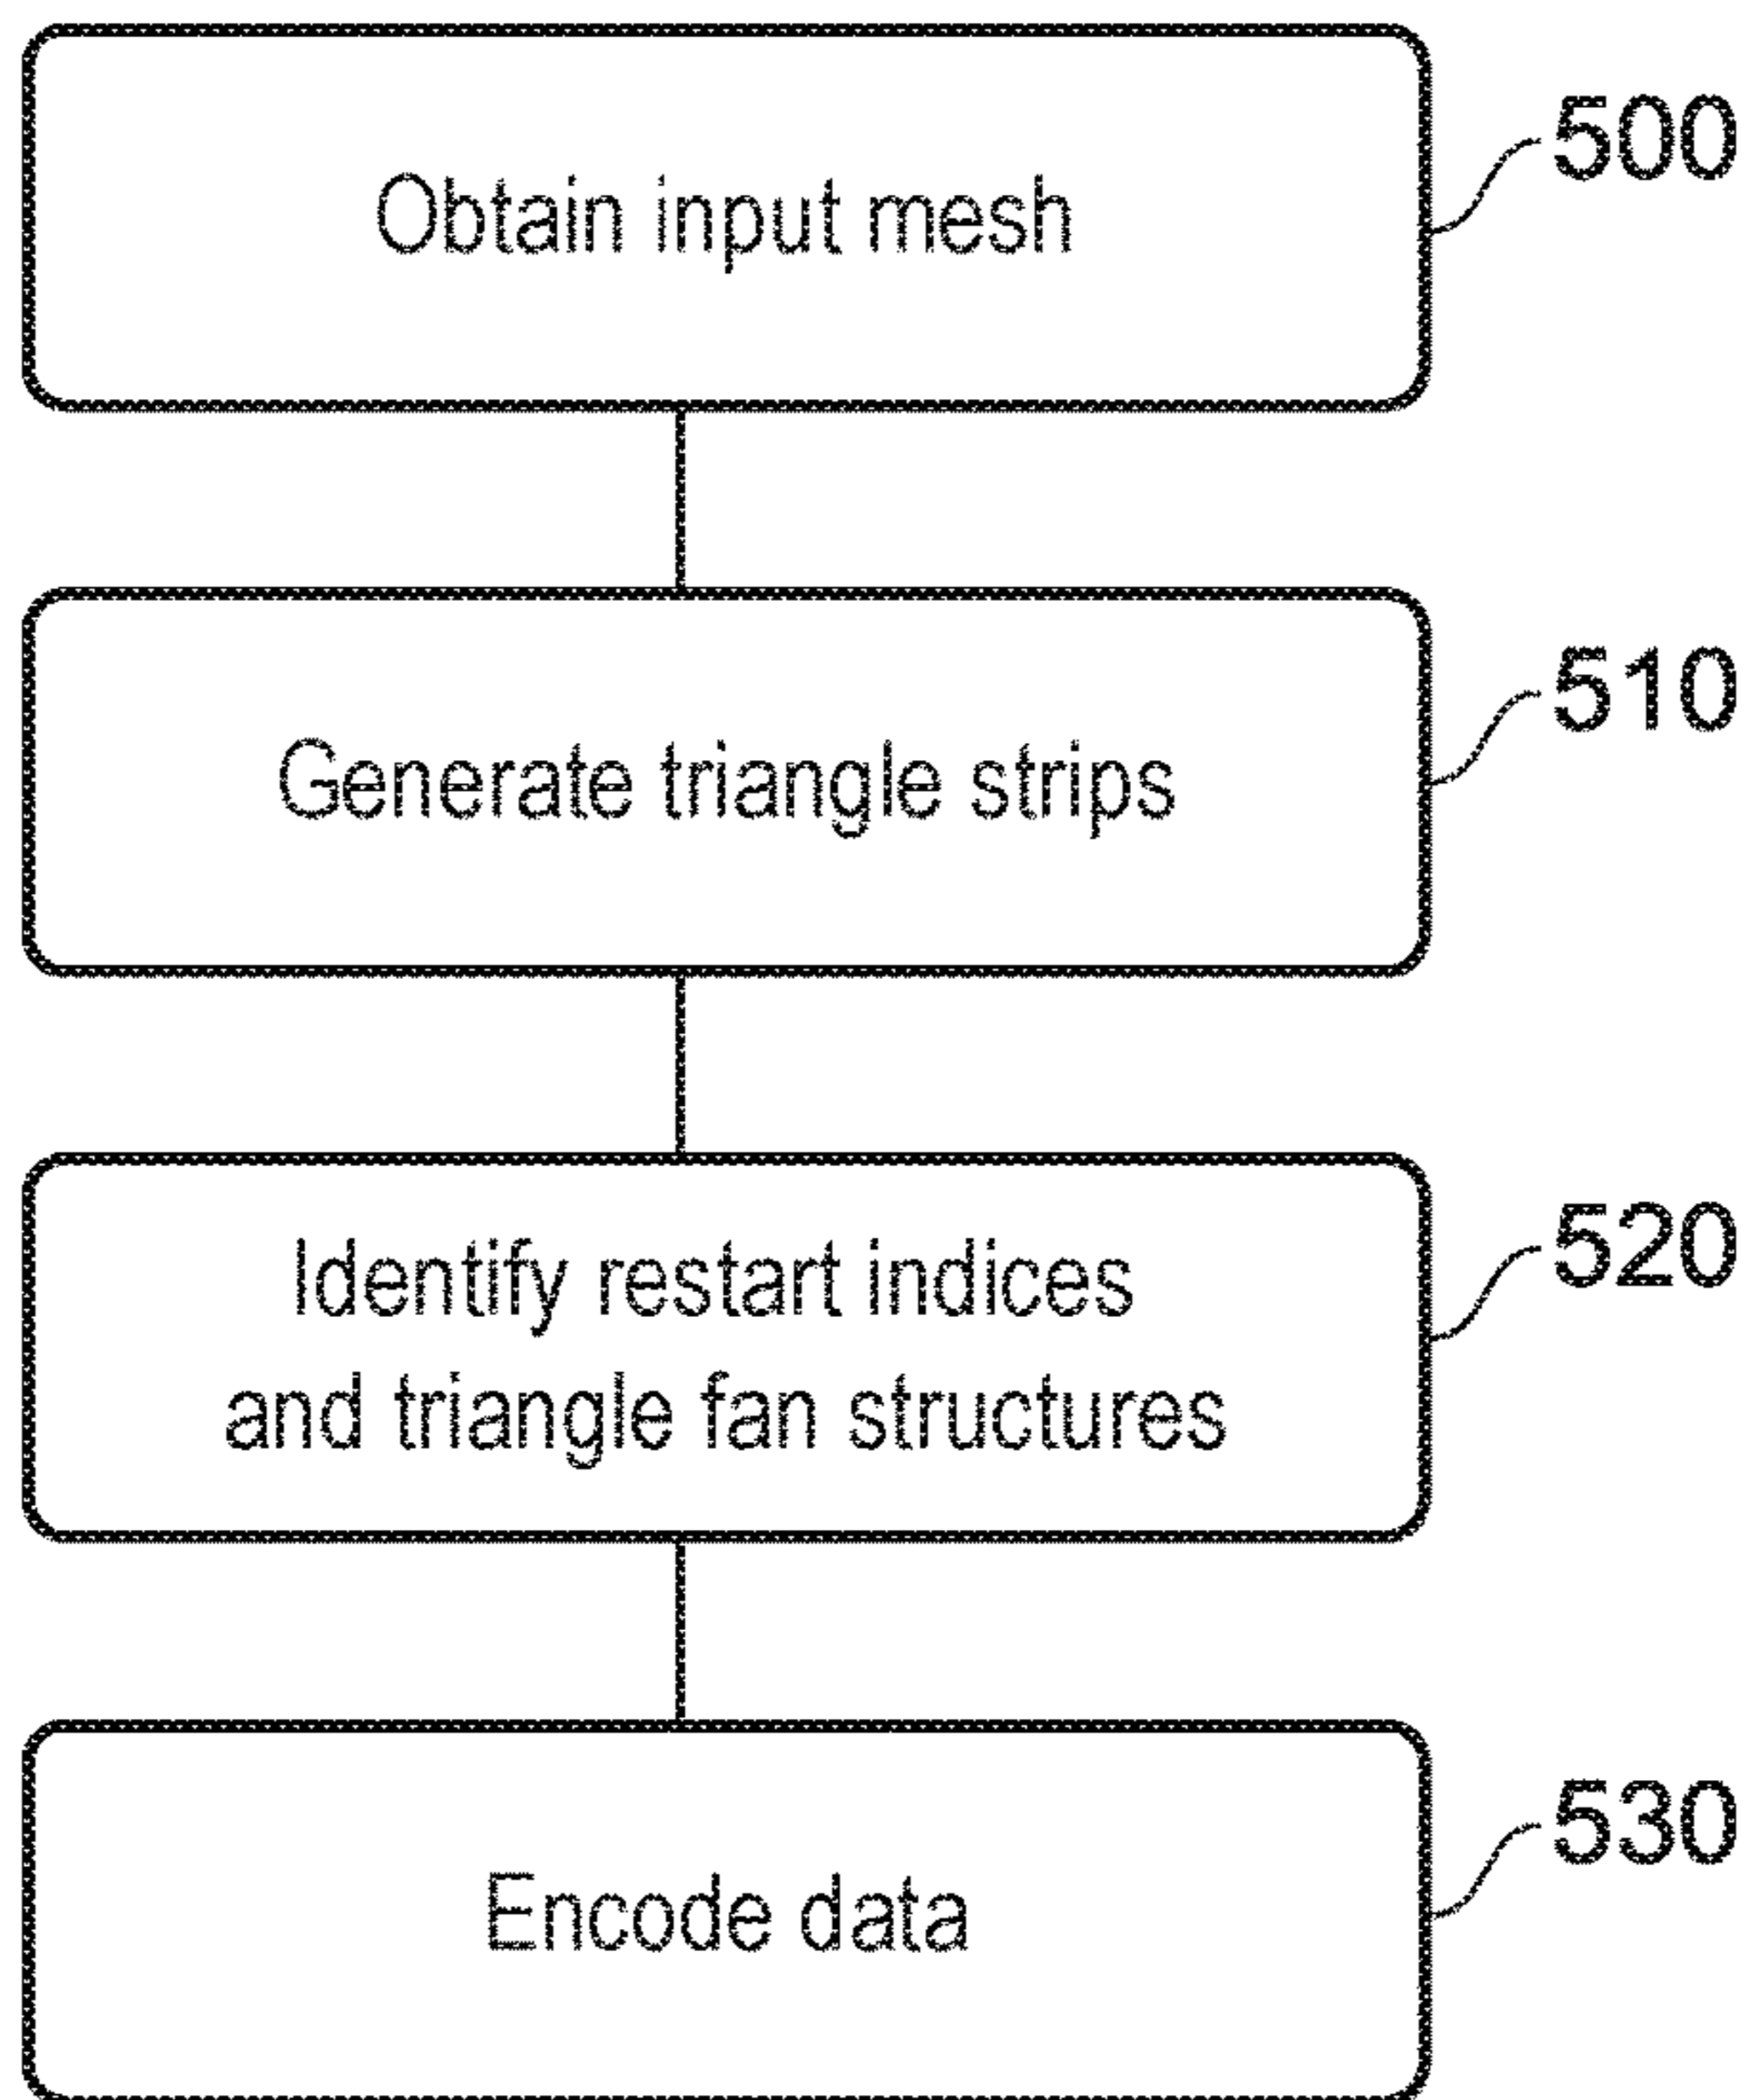 Obtain input mesh
500
Generate triangle strips
510
Identify restart indices
and triangle fan structures
520
Encode data
530